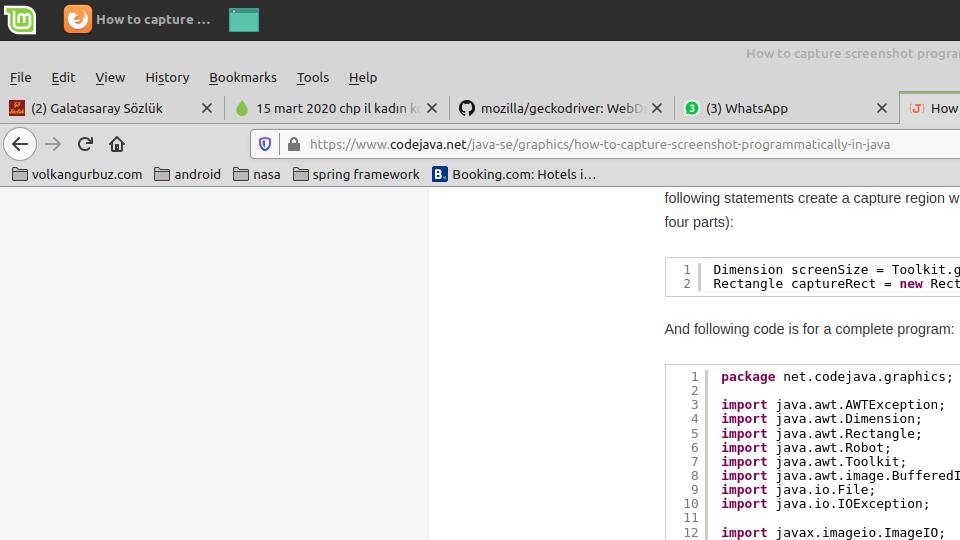 How to capture ...
How to capture screenshot progra
File Edit View History Bookmarks Tools Help
(2) Galatasaray Sözlük
15 mart 2020 chp il kadın k
mozilla/geckodriver: WebD
3
(3) WhatsApp
{J} How
https://www.codejava.net/java-se/graphics/how-to-capture-screenshot-programmatically-in-java
volkangurbuz.com android nasa spring framework B. Booking.com: Hotels i...
following statements create a capture region w
four parts):
1 Dimension screenSize = Toolkit.g
2 Rectangle captureRect = new Rect
And following code is for a complete program:
1 package net.codejava.graphics;
2
3 import java.awt.AWTException;
4 import java.awt.Dimension;
5 import java.awt.Rectangle;
6 import java.awt.Robot;
7 import java.awt.Toolkit;
8 import java.awt.image.BufferedI
9 import java.io.File;
10 import java.io.IOException;
11
12 import javax.imageio.ImageIO;